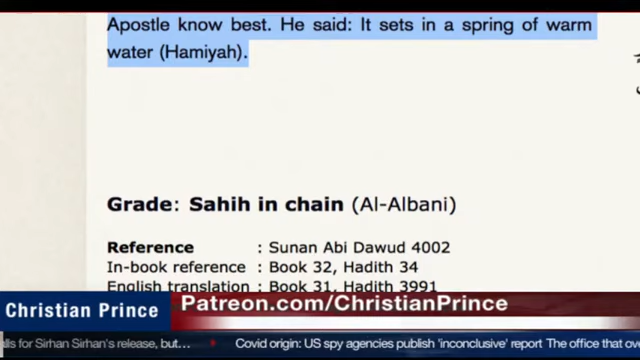 Apostle know best. He said: It sets in a spring of warm
water (Hamiyah).
Grade: Sahih in chain (Al-Albani)
Reference : Sunan Abi Dawud 4002
In-book reference : Book 32, Hadith 34
English translation : Book 31, Hadith 3991
Christian Prince
Patreon.com/ChristianPrince
alls for Sirhan Sirhan's release, but… Covid origin: US spy agencies publish 'inconclusive' report The office that ov